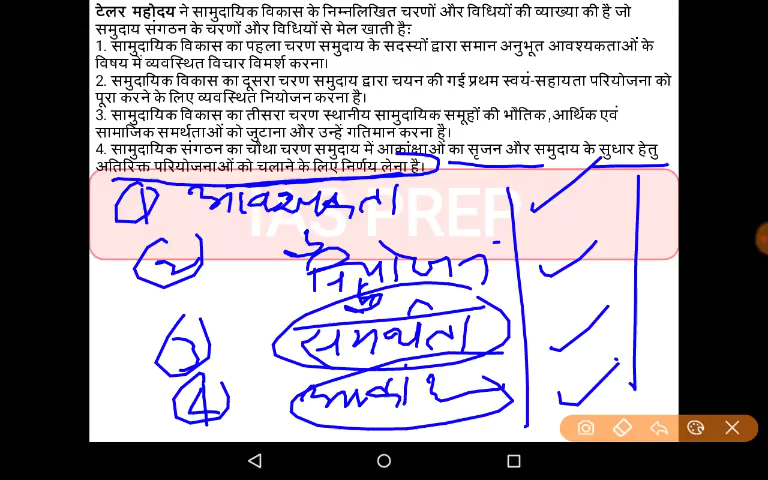 टेलर महोदय ने सामुदायिक विकास के निम्नलिखित चरणों और विधियों की व्याख्या की है जो
समुदाय संगठन के चरणों और विधियों से मेल खाती है:
1. सामुदायिक विकास का पहला चरण समुदाय के सदस्यों द्वारा समान अनुभूत आवश्यकताओं के
विषय में व्यवस्थित विचार विमर्श करना।
2. समुदायिक विकास का दूसरा चरण समुदाय द्वारा चयन की गई प्रथम स्वयं-सहायता परियोजना को
पूरा करने के लिए व्यवस्थित नियोजन करना है।
3. सामुदायिक विकास का तीसरा चरण स्थानीय सामुदायिक समूहों की भौतिक ,आर्थिक एवं
सामाजिक समर्थताओं को जुटाना और उन्हें गतिमान करना है।
4. सामुदायिक संगठन का चौथा चरण समुदाय में आकांक्षाओं का सृजन और समुदाय के सुधार हेतु
अतिरिक्त परियोजनाओं को चलाने के लिए निर्णय लेना है।
1 आवश्यकता
IAS PREP
2 नियोजन
3 समर्थता
4